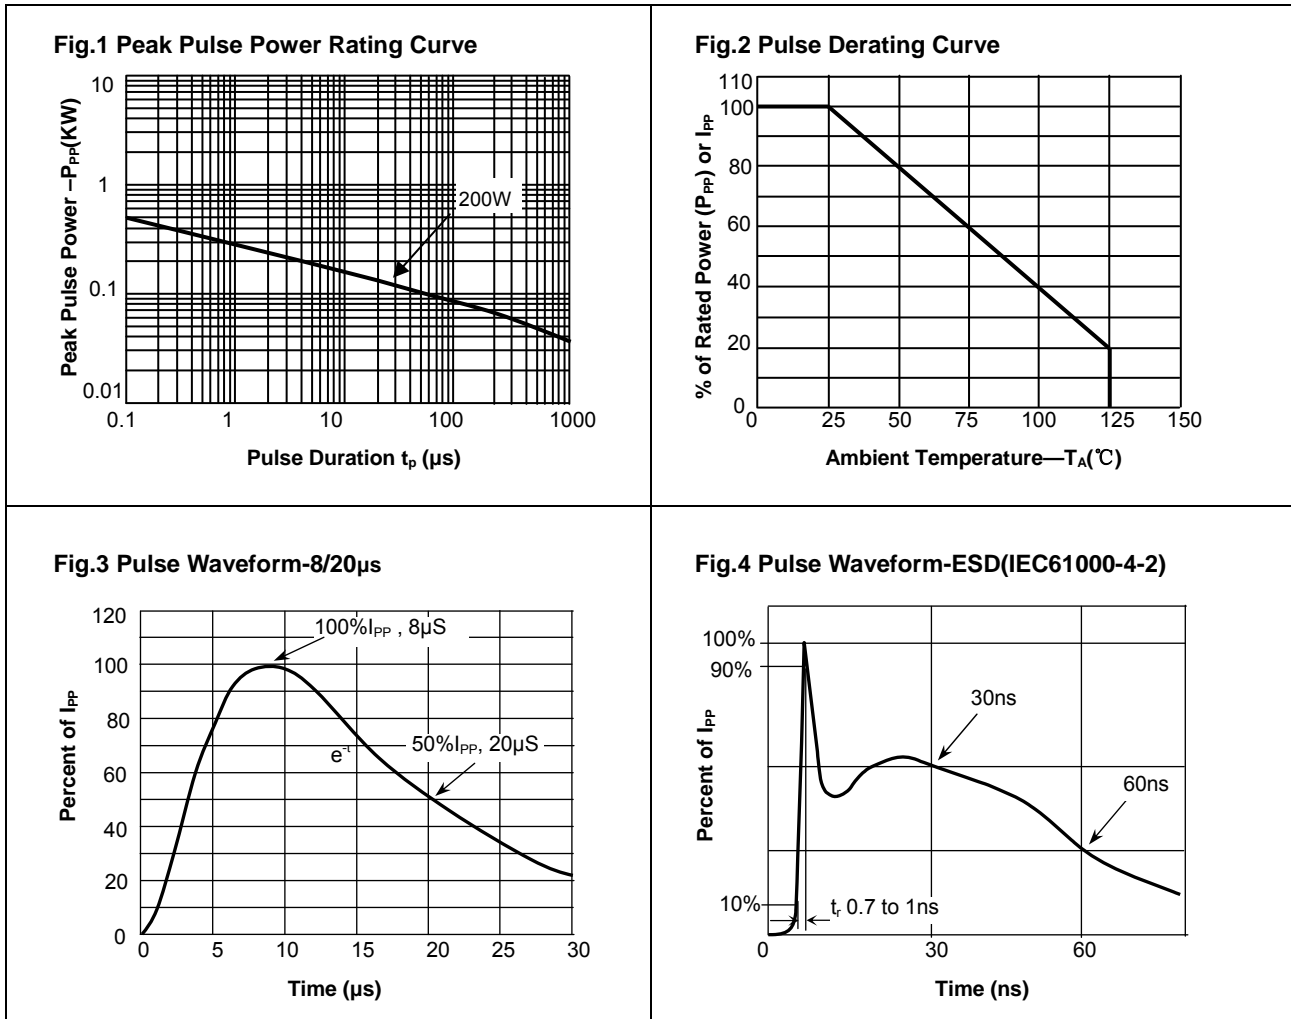 Fig.1 Peak Pulse Power Rating Curve
10
1
0.1
0.01
Peak Pulse Power –PPP(KW)
200W
0.1 1 10 100 1000
Pulse Duration tp (µs)
Fig.2 Pulse Derating Curve
110
100
80
60
40
20
0
% of Rated Power (PPP) or IPP
25 50 75 100 125 150
Ambient Temperature—TA(℃)
Fig.3 Pulse Waveform-8/20µs
120
100
80
60
40
20
0
Percent of IPP
100%IPP , 8µS
50%IPP, 20µS
e-t
0 5 10 15 20 25 30
Time (µs)
Fig.4 Pulse Waveform-ESD(IEC61000-4-2)
100%
90%
10%
Percent of IPP
30ns
60ns
tr 0.7 to 1ns
0 30 60
Time (ns)